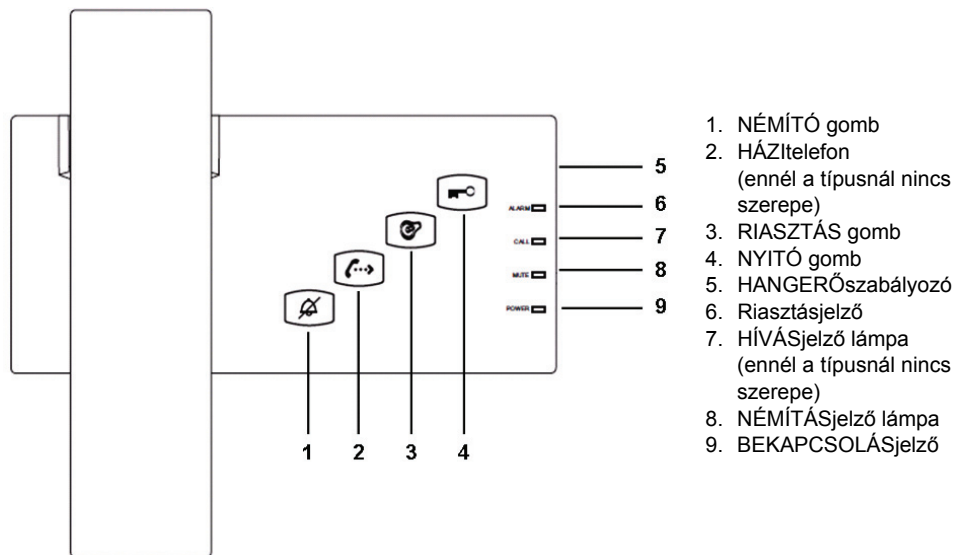 1. NÉMÍTÓ gomb
2. HÁZItelefon
(ennél a típusnál nincs
szerepe)
3. RIASZTÁS gomb
4. NYITÓ gomb
5. HANGERŐszabályozó
6. Riasztásjelző
7. HÍVÁSjelző lámpa
(ennél a típusnál nincs
szerepe)
8. NÉMÍTÁSjelző lámpa
9. BEKAPCSOLÁSjelző
5
ALARM 6
CALL 7
MUTE 8
POWER 9
1 2 3 4